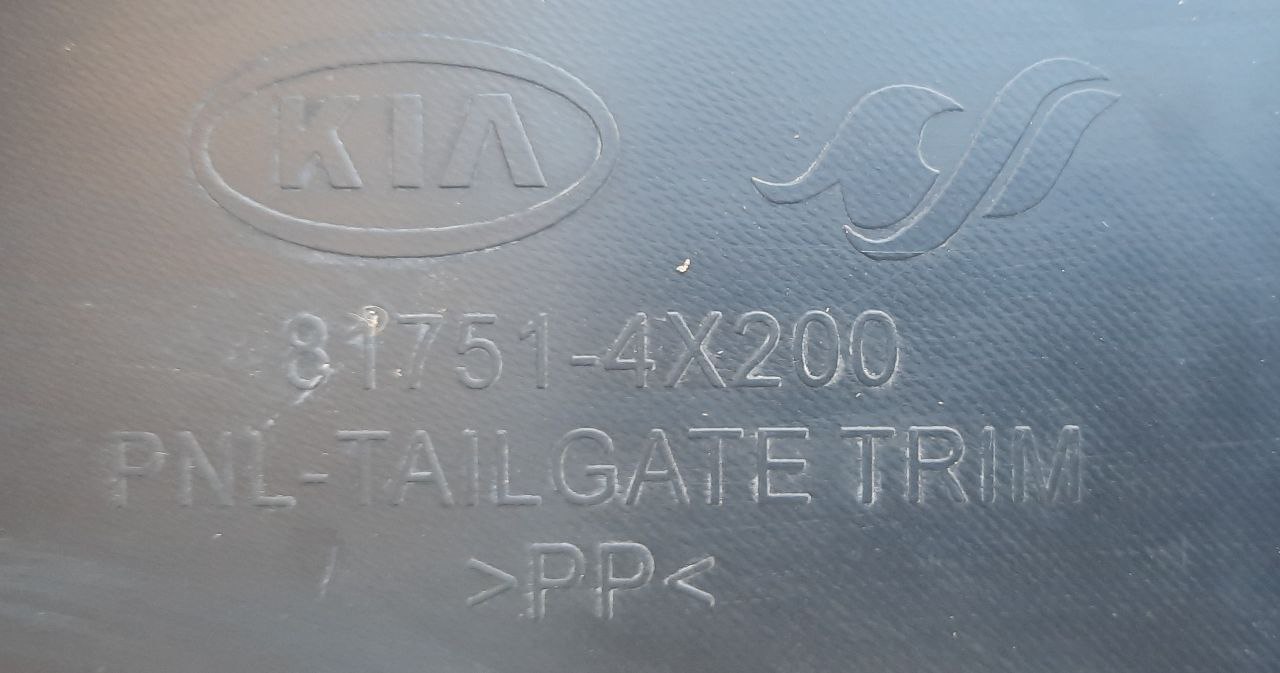 KIA
81751-4X200
PNL-TAILGATE TRIM
>PP<